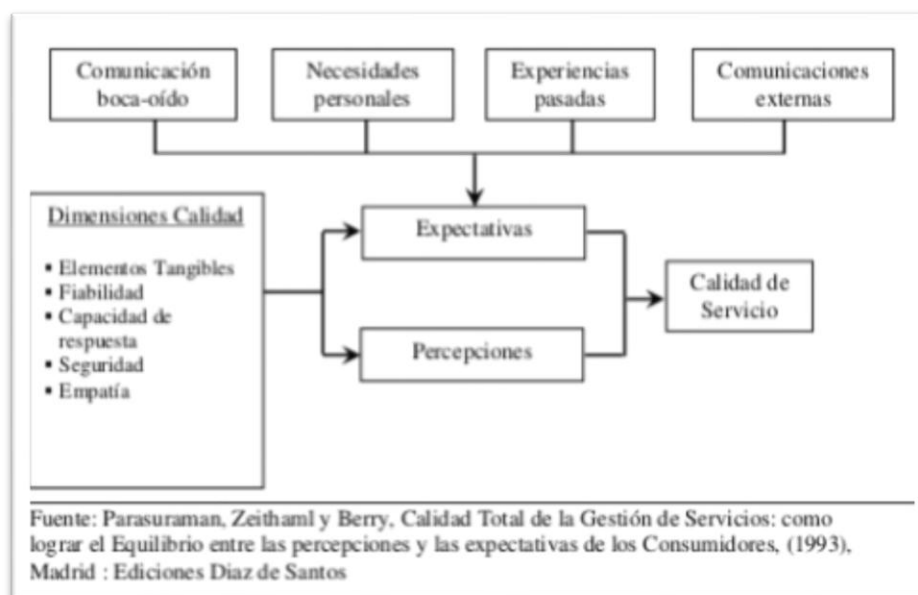 Comunicación
boca-oído
Necesidades
personales
Experiencias
pasadas
Comunicaciones
externas
Dimensiones Calidad
▪ Elementos Tangibles
▪ Fiabilidad
▪ Capacidad de
respuesta
▪ Seguridad
▪ Empatía
Expectativas
Percepciones
Calidad de
Servicio
Fuente: Parasuraman, Zeithaml y Berry, Calidad Total de la Gestión de Servicios: como
lograr el Equilibrio entre las percepciones y las expectativas de los Consumidores, (1993),
Madrid : Ediciones Diaz de Santos